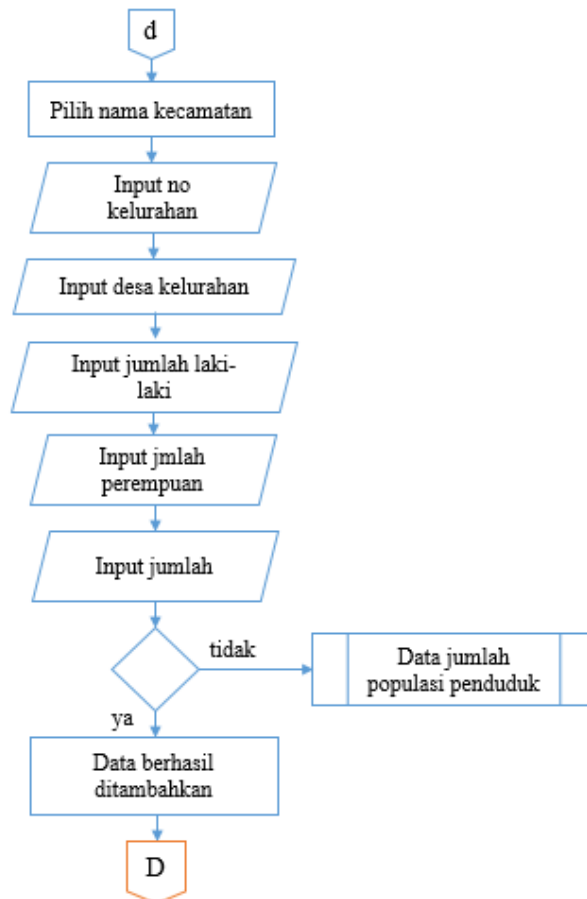 d
Pilih nama kecamatan
Input no
kelurahan
Input desa kelurahan
Input jumlah laki-
laki
Input jmlah
perempuan
Input jumlah
tidak
Data jumlah
populasi penduduk
ya
Data berhasil
ditambahkan
D